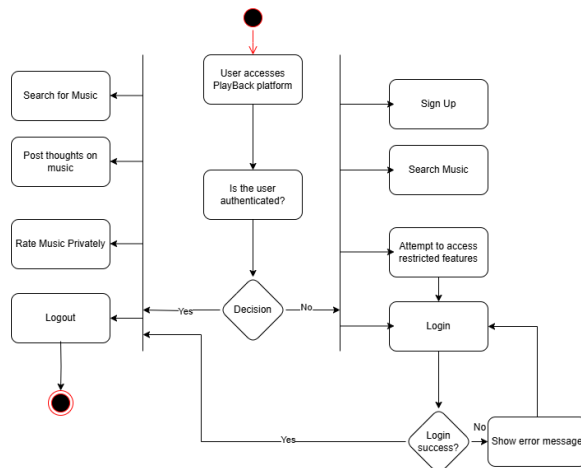 User accesses
PlayBack platform
Search for Music
Sign Up
Post thoughts on
music
Search Music
Is the user
authenticated?
Rate Music Privately
Attempt to access
restricted features
Logout
Yes
Decision
No
Login
Yes
Login
success?
No
Show error message